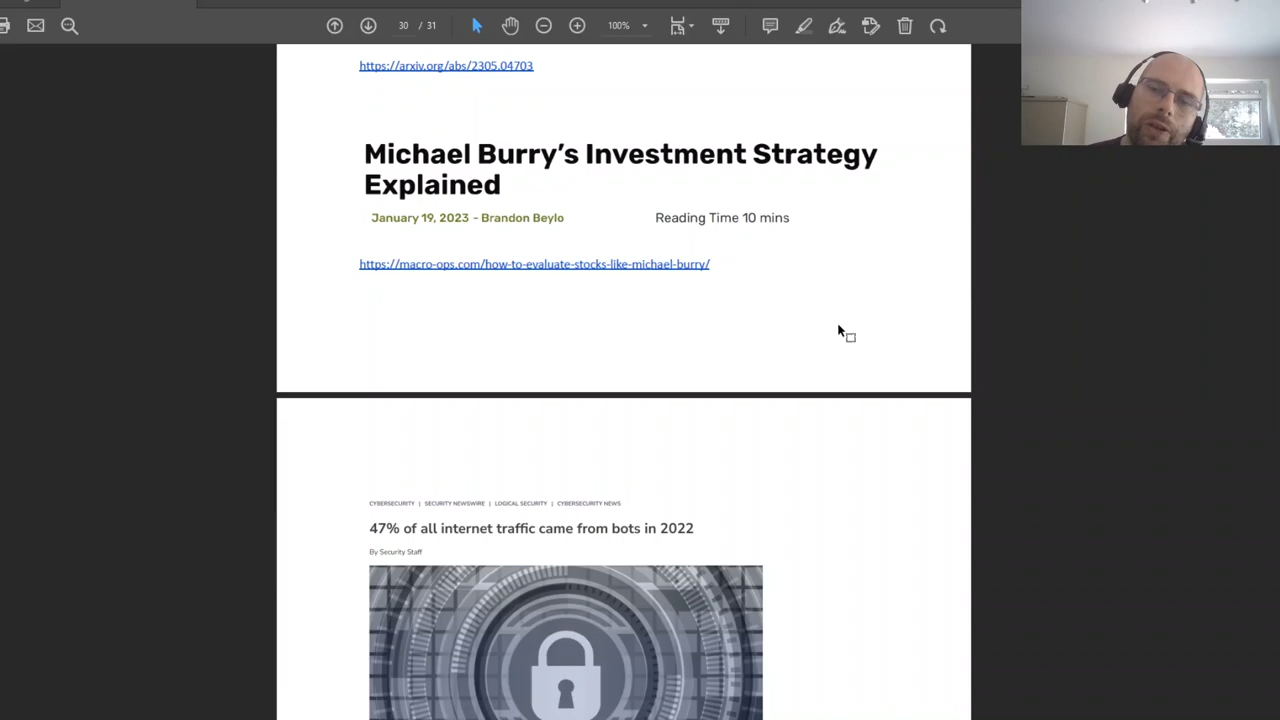 30 / 31
100%
https://arxiv.org/abs/2305.04703
Michael Burry’s Investment Strategy
Explained
January 19, 2023 - Brandon Beylo
Reading Time 10 mins
https://macro-ops.com/how-to-evaluate-stocks-like-michael-burry/
CYBERSECURITY | SECURITY NEWSWIRE | LOGICAL SECURITY | CYBERSECURITY NEWS
47% of all internet traffic came from bots in 2022
By Security Staff